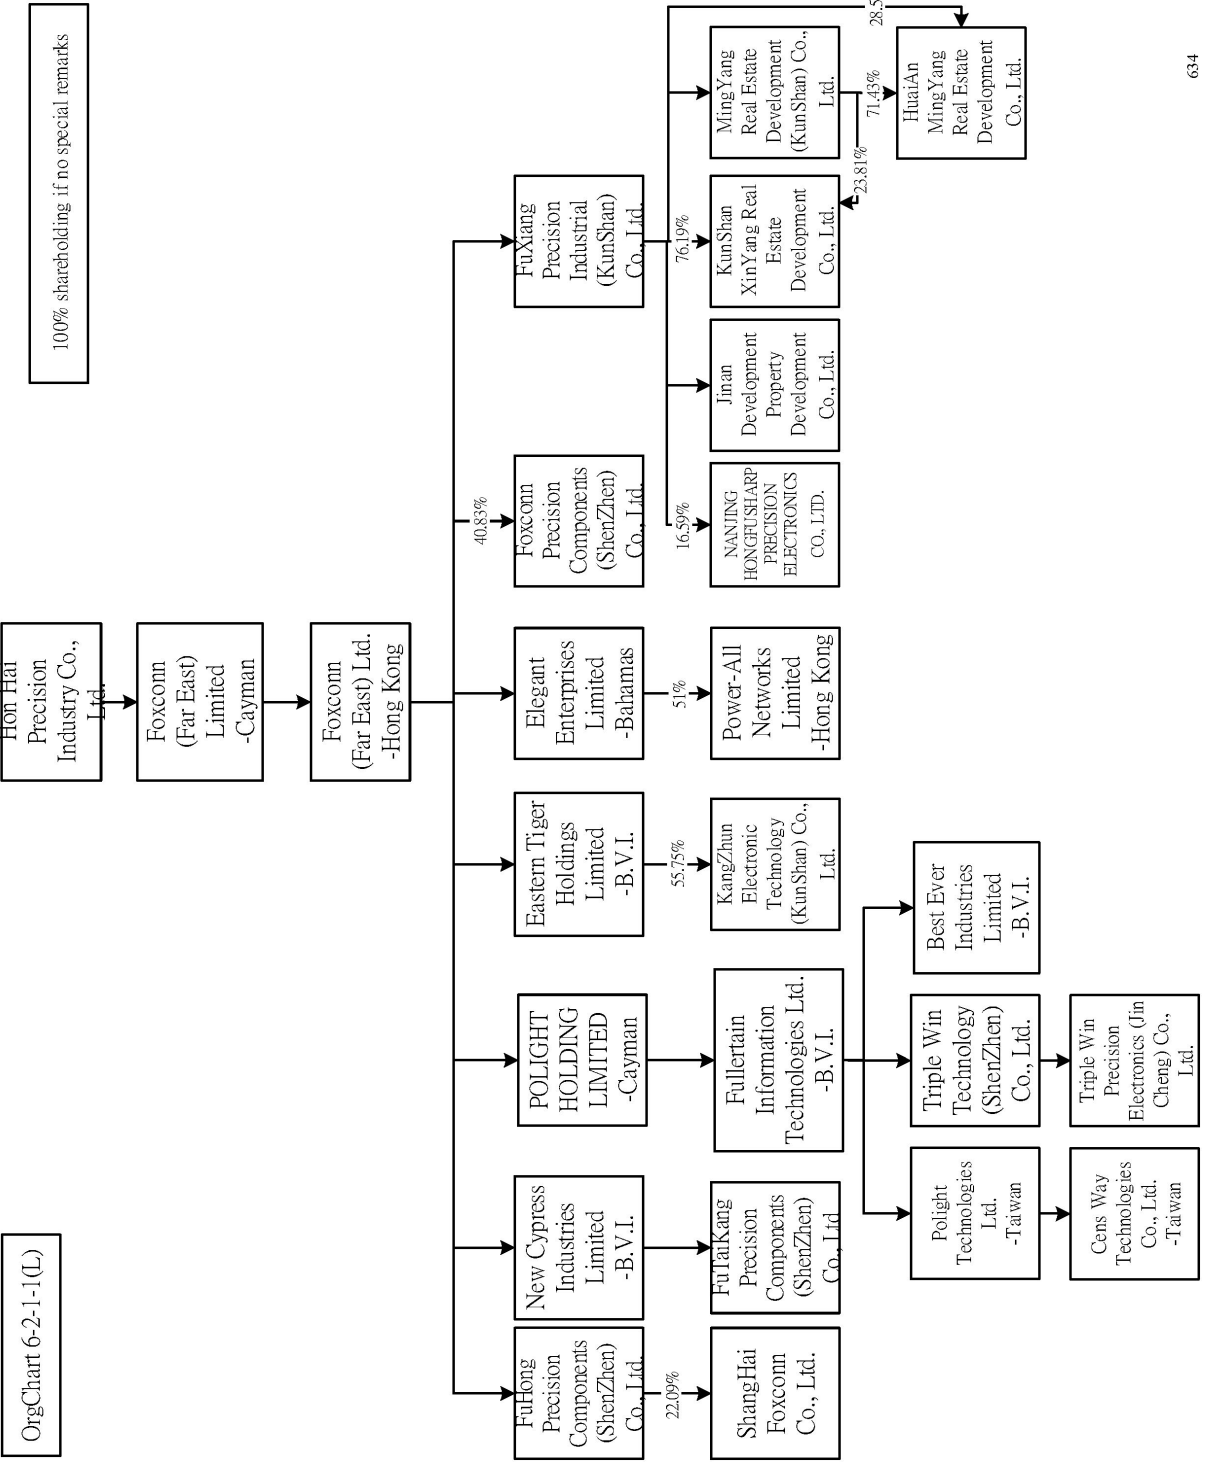 OrgChart 6-2-1-1(L)
100% shareholding if no special remarks
Hon Hai
Precision
Industry Co.,
Ltd.
Foxconn
(Far East)
Limited
-Cayman
Foxconn
(Far East) Ltd.
-Hong Kong
FuHong
Precision
Components
(ShenZhen)
Co., Ltd.
New Cypress
Industries
Limited
-B.V.I.
POLIGHT
HOLDING
LIMITED
-Cayman
Eastern Tiger
Holdings
Limited
-B.V.I.
Elegant
Enterprises
Limited
-Bahamas
40.83%
Foxconn
Precision
Components
(ShenZhen)
Co., Ltd.
FuXiang
Precision
Industrial
(KunShan)
Co., Ltd.
22.09%
ShangHai
Foxconn
Co., Ltd.
FuTaiKang
Precision
Components
(ShenZhen)
Co., Ltd
Fullertain
Information
Technologies Ltd.
-B.V.I.
55.75%
KangZhun
Electronic
Technology
(KunShan) Co.,
Ltd.
51%
Power-All
Networks
Limited
-Hong Kong
16.59%
NANJING
HONGFUSHARP
PRECISION
ELECTRONICS
CO., LTD.
Jinan
Development
Property
Development
Co., Ltd.
76.19%
KunShan
XinYang Real
Estate
Development
Co., Ltd.
MingYang
Real Estate
Development
(KunShan) Co.,
Ltd.
23.81%
71.43%
28.5
HuaiAn
MingYang
Real Estate
Development
Co., Ltd.
Polight
Technologies
Ltd.
-Taiwan
Triple Win
Technology
(ShenZhen)
Co., Ltd.
Best Ever
Industries
Limited
-B.V.I.
Cens Way
Technologies
Co., Ltd.
-Taiwan
Triple Win
Precision
Electronics (Jin
Cheng) Co.,
Ltd.
634